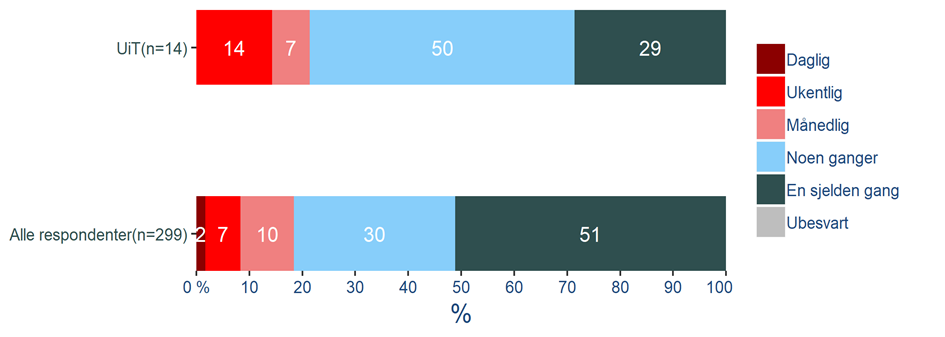 UiT(n=14)
14 7 50 29
Alle respondenter(n=299)
2 7 10 30 51
0 % 10 20 30 40 50 60 70 80 90 100
%
Daglig
Ukentlig
Månedlig
Noen ganger
En sjelden gang
Ubesvart